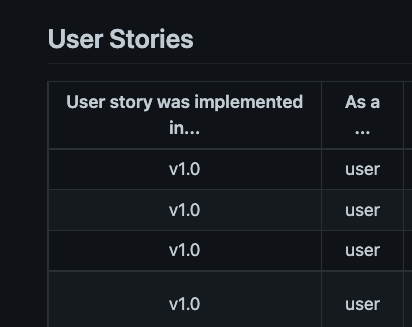 User Stories
User story was implemented As a
in... ...
v1.0 user
v1.0 user
v1.0 user
v1.0 user